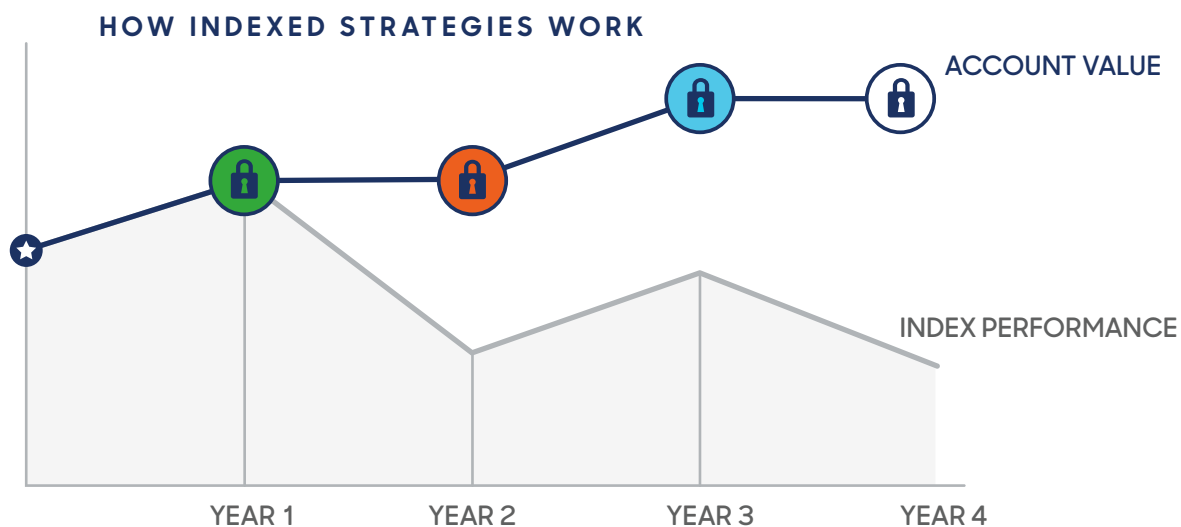 HOW INDEXED STRATEGIES WORK
ACCOUNT VALUE
INDEX PERFORMANCE
YEAR 1
YEAR 2
YEAR 3
YEAR 4